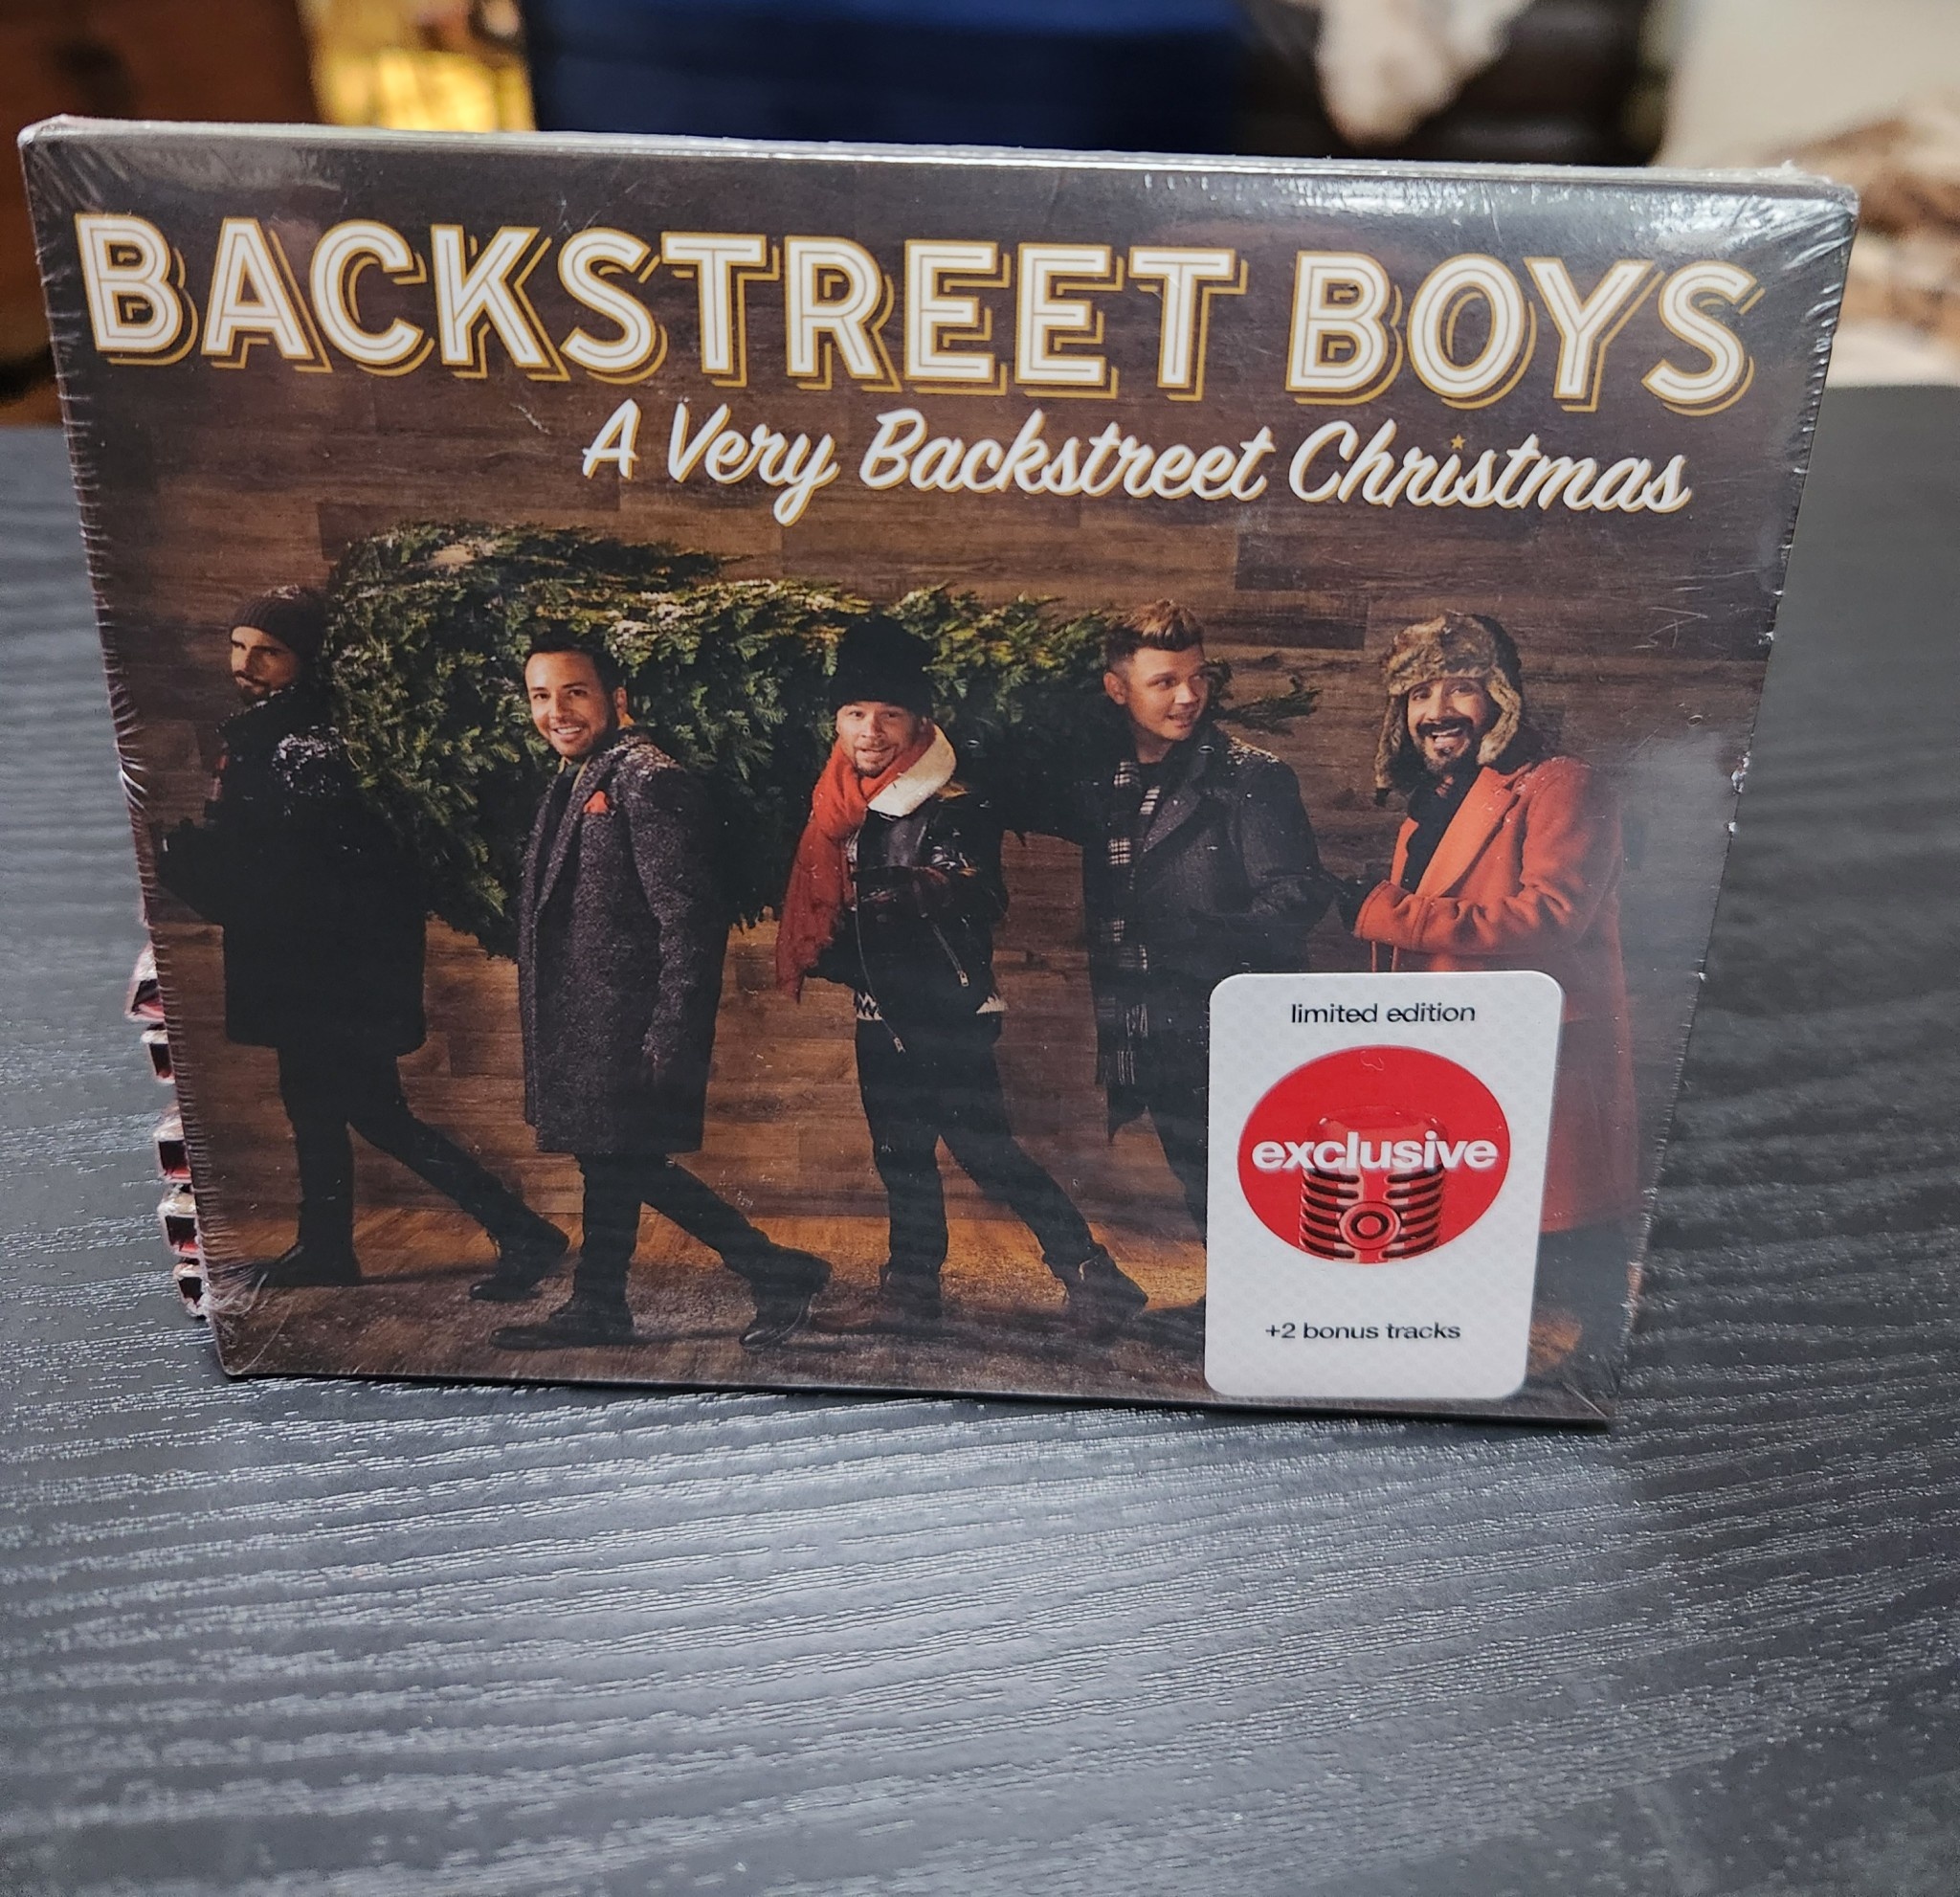 BACKSTREET BOYS
A Very Backstreet Christmas
limited edition
exclusive
+2 bonus tracks